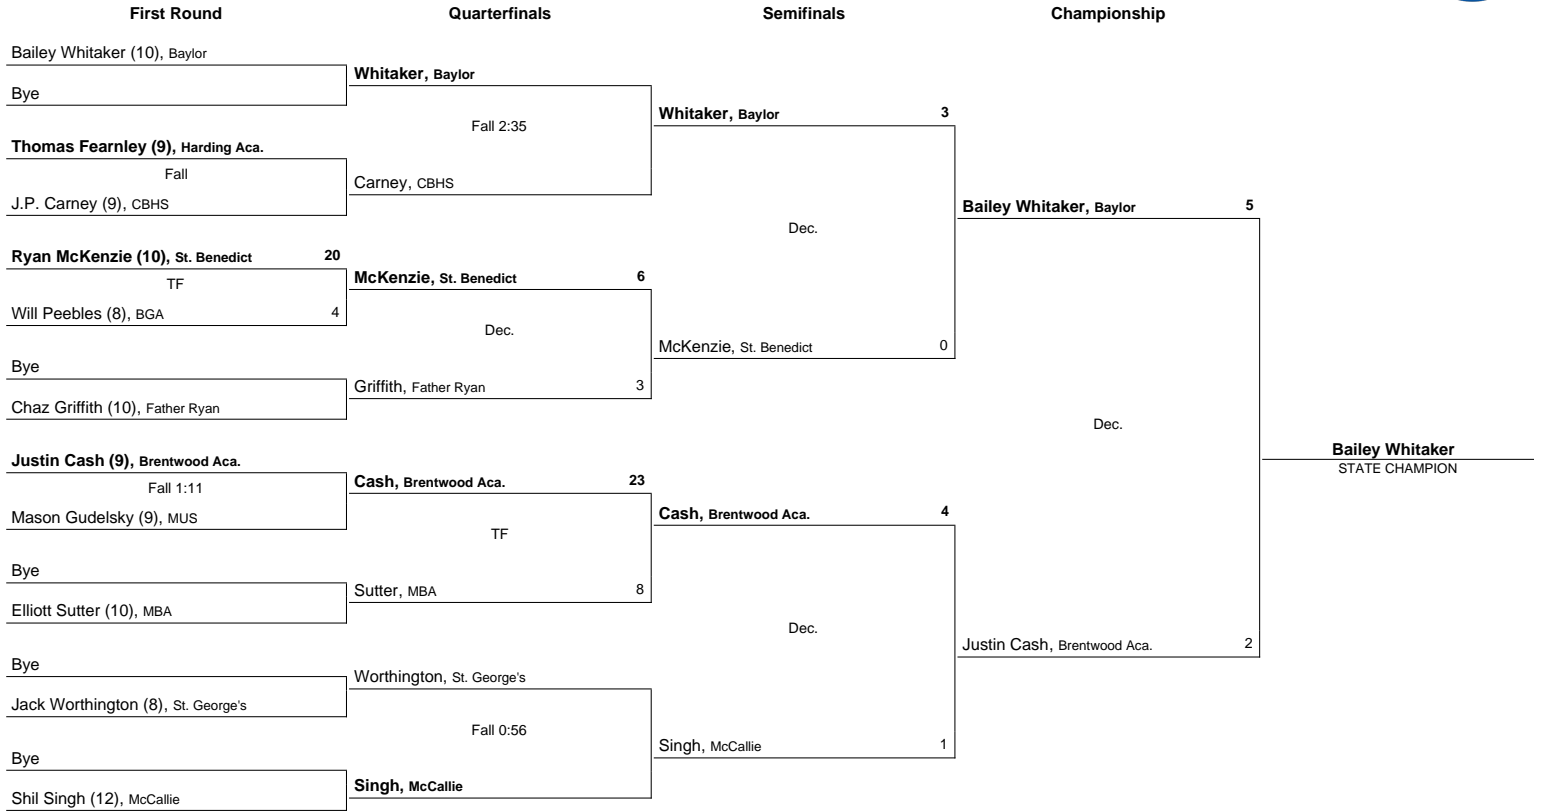 First Round
Quarterfinals
Semifinals
Championship
Bailey Whitaker (10), Baylor
Bye
Thomas Fearnley (9), Harding Aca.
Fall
J.P. Carney (9), CBHS
Ryan McKenzie (10), St. Benedict 20
TF
Will Peebles (8), BGA 4
Bye
Chaz Griffith (10), Father Ryan
Justin Cash (9), Brentwood Aca.
Fall 1:11
Mason Gudelsky (9), MUS
Bye
Elliott Sutter (10), MBA
Bye
Jack Worthington (8), St. George's
Bye
Shil Singh (12), McCallie
Whitaker, Baylor
Fall 2:35
Carney, CBHS
McKenzie, St. Benedict 6
Dec.
Griffith, Father Ryan 3
Cash, Brentwood Aca. 23
TF
Sutter, MBA 8
Worthington, St. George's
Fall 0:56
Singh, McCallie
Whitaker, Baylor 3
Dec.
McKenzie, St. Benedict 0
Cash, Brentwood Aca. 4
Dec.
Singh, McCallie 1
Bailey Whitaker, Baylor 5
Dec.
Justin Cash, Brentwood Aca. 2
Bailey Whitaker
STATE CHAMPION